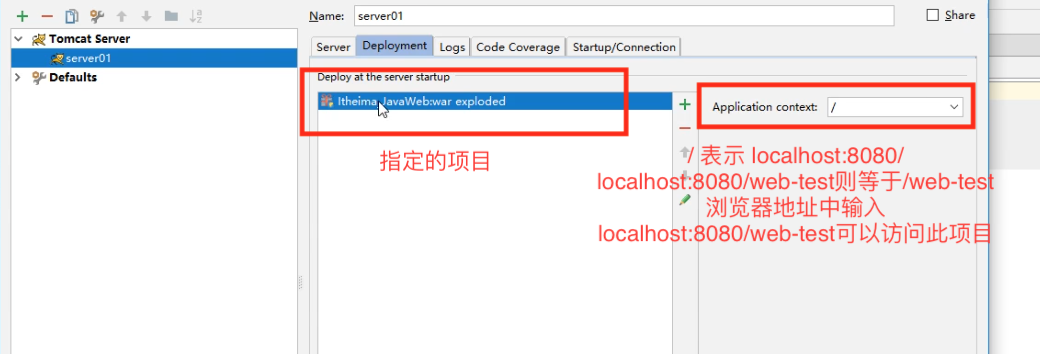 Name: server01 Share
Tomcat Server
server01
Defaults
Server Deployment Logs Code Coverage Startup/Connection
Deploy at the server startup
Itheima JavaWeb:war exploded
Application context: /
指定的项目
/ 表示 localhost:8080/
localhost:8080/web-test则等于/web-test
浏览器地址中输入
localhost:8080/web-test可以访问此项目